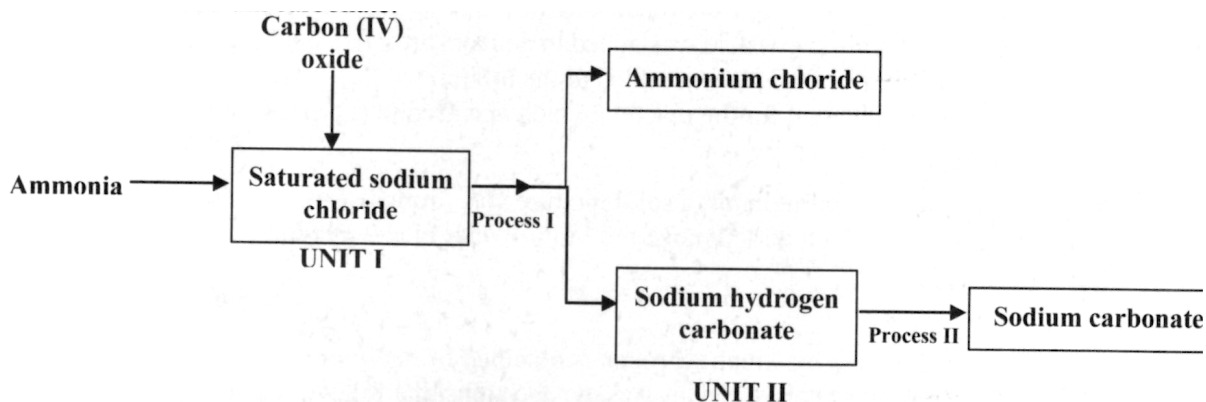 Carbon (IV)
oxide
Ammonium chloride
Ammonia
Saturated sodium
chloride
Process I
UNIT I
Sodium hydrogen
carbonate
Process II
Sodium carbonate
UNIT II